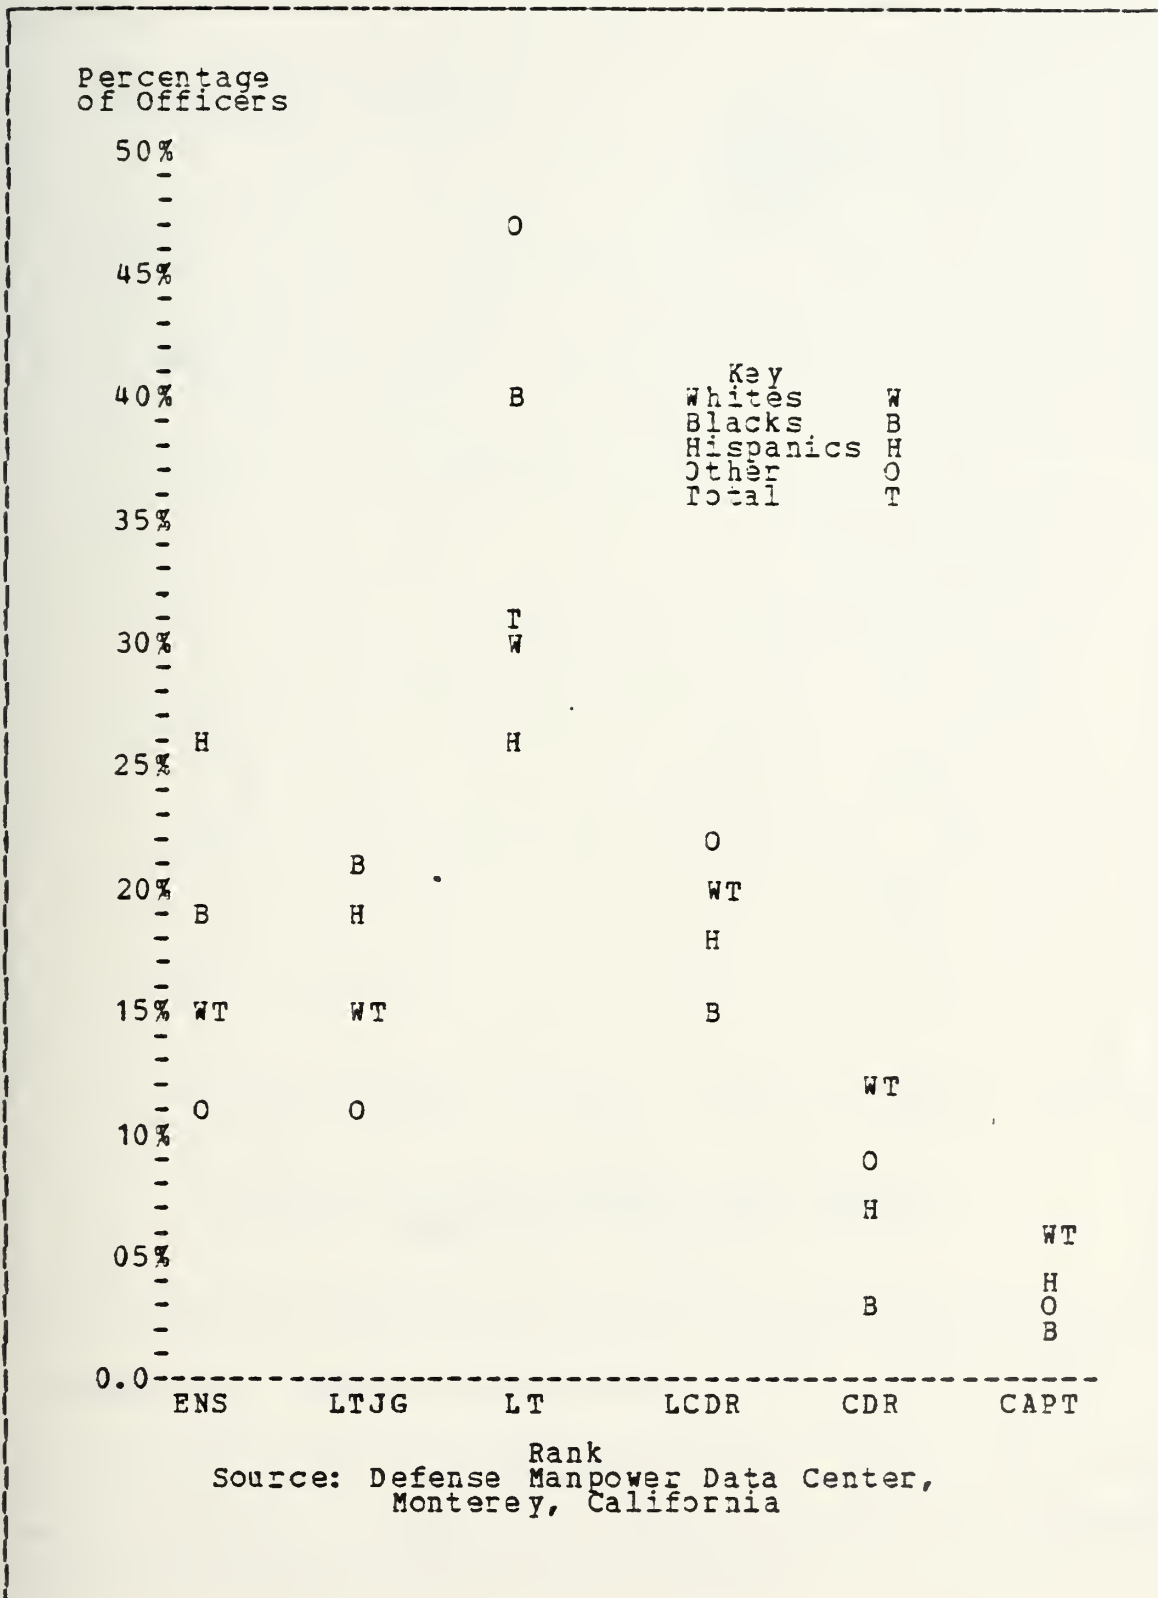 Percentage
of Officers
50%
O
45%
Key
40% B Whites W
Blacks B
Hispanics H
Other O
Total T
35%
T
30% W
H H
25%
O
B
20% WT
B H
H
15% WT WT B
WT
O O
10%
O
H
WT
05%
H
B O
B
0.0
ENS LTJG LT LCDR CDR CAPT
Rank
Source: Defense Manpower Data Center,
Monterey, California